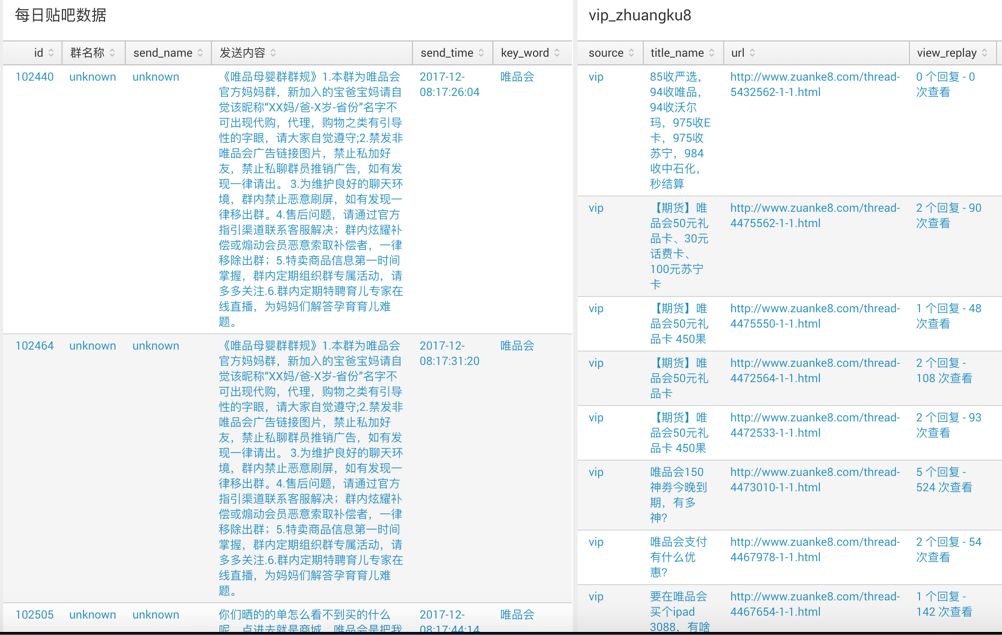 每日贴吧数据
id 群名称 send_name 发送内容 send_time key_word
102440 unknown unknown 《唯品母婴群群规》1.本群为唯品会 2017-12- 唯品会
官方妈妈群，新加入的宝爸宝妈请自 08:17:26:04
觉该昵称“XX妈/爸-X岁-省份”名字不
可出现代购，代理，购物之类有引导
性的字眼，请大家自觉遵守;2.禁发非
唯品会广告链接图片，禁止私加好
友，禁止私聊群员推销广告，如有发
现一律请出。 3.为维护良好的聊天环
境，群内禁止恶意刷屏，如有发现一
律移出群。4.售后问题，请通过官方
指引渠道联系客服解决；群内炫耀补
偿或煽动会员恶意索取补偿者，一律
移除出群；5.特卖商品信息第一时间
掌握，群内定期组织群专属活动，请
多多关注.6.群内定期特聘育儿专家在
线直播，为妈妈们解答孕育育儿难
题。
102464 unknown unknown 《唯品母婴群群规》1.本群为唯品会 2017-12- 唯品会
官方妈妈群，新加入的宝爸宝妈请自 08:17:31:20
觉该昵称“XX妈/爸-X岁-省份”名字不
可出现代购，代理，购物之类有引导
性的字眼，请大家自觉遵守;2.禁发非
唯品会广告链接图片，禁止私加好
友，禁止私聊群员推销广告，如有发
现一律请出。 3.为维护良好的聊天环
境，群内禁止恶意刷屏，如有发现一
律移出群。4.售后问题，请通过官方
指引渠道联系客服解决；群内炫耀补
偿或煽动会员恶意索取补偿者，一律
移除出群；5.特卖商品信息第一时间
掌握，群内定期组织群专属活动，请
多多关注.6.群内定期特聘育儿专家在
线直播，为妈妈们解答孕育育儿难
题。
102505 unknown unknown 你们晒的的单怎么看不到买的什么 2017-12- 唯品会
呢，点进去就是商城，唯品会是把我 08:17:44:14
vip_zhuangku8
source title_name url view_replay
vip 85收严选， http://www.zuanke8.com/thread- 0 个回复 - 0
94收唯品， 5432562-1-1.html 次查看
94收沃尔
玛，975收E
卡，975收
苏宁，984
收中石化，
秒结算
vip 【期货】唯 http://www.zuanke8.com/thread- 2 个回复 - 90
品会50元礼 4475562-1-1.html 次查看
品卡、30元
话费卡、
100元苏宁
卡
vip 【期货】唯 http://www.zuanke8.com/thread- 1 个回复 - 48
品会50元礼 4475550-1-1.html 次查看
品卡 450果
vip 【期货】唯 http://www.zuanke8.com/thread- 2 个回复 -
品会50元礼 4472564-1-1.html 108 次查看
品卡
vip 【期货】唯 http://www.zuanke8.com/thread- 2 个回复 - 93
品会50元礼 4472533-1-1.html 次查看
品卡 450果
vip 唯品会150 http://www.zuanke8.com/thread- 5 个回复 -
神劵今晚到 4473010-1-1.html 524 次查看
期，有多
神？
vip 唯品会支付 http://www.zuanke8.com/thread- 2 个回复 - 54
有什么优 4467978-1-1.html 次查看
惠？
vip 要在唯品会 http://www.zuanke8.com/thread- 1 个回复 -
买个ipad 4467654-1-1.html 142 次查看
3088，有啥